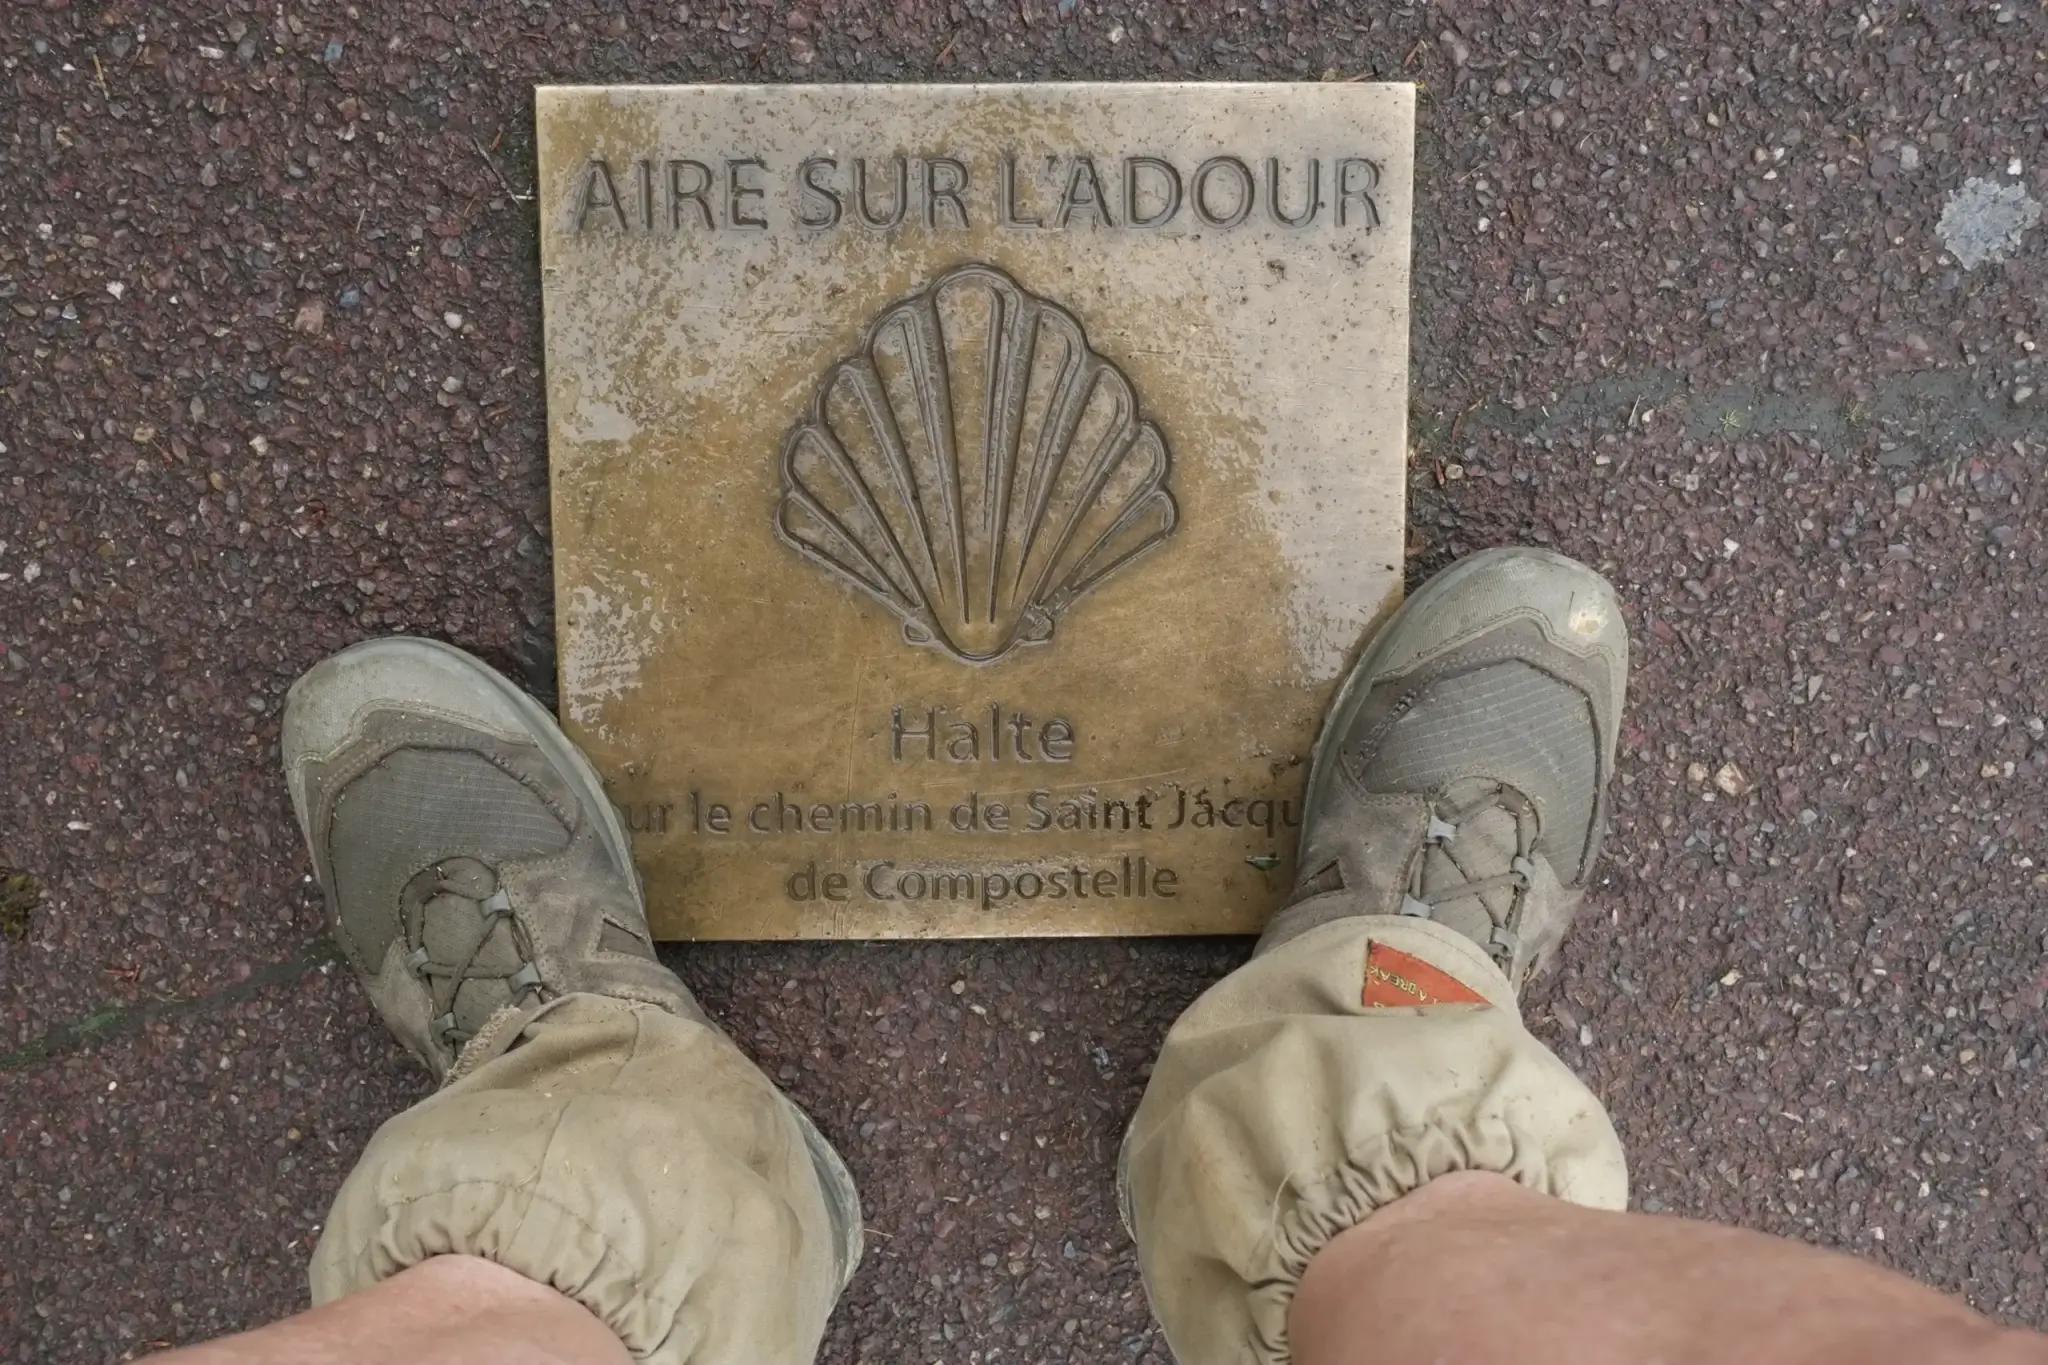 AIRE SUR L'ADOUR
Halte
le chemin de Saint
de Compostelle